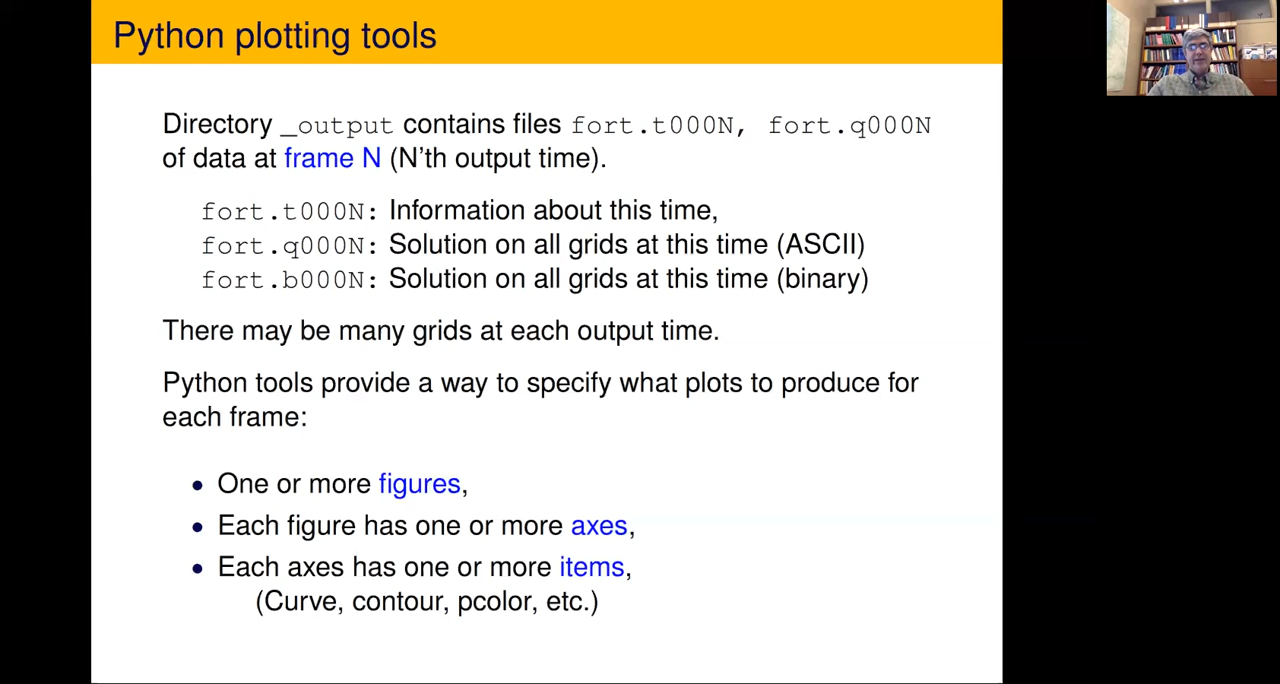 Python plotting tools
Directory _output contains files fort.t000N, fort.q000N
of data at frame N (N’th output time).
fort.t000N: Information about this time,
fort.q000N: Solution on all grids at this time (ASCII)
fort.b000N: Solution on all grids at this time (binary)
There may be many grids at each output time.
Python tools provide a way to specify what plots to produce for
each frame:
• One or more figures,
• Each figure has one or more axes,
• Each axes has one or more items,
(Curve, contour, pcolor, etc.)